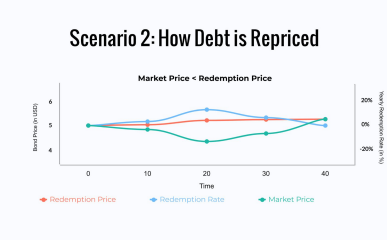 Scenario 2: How Debt is Repriced
Market Price < Redemption Price
Bond Price (in USD)
6
5
4
20%
0%
-20%
Yearly Redemption Rate (in %)
0 10 20 30 40
Time
Redemption Price Redemption Rate Market Price